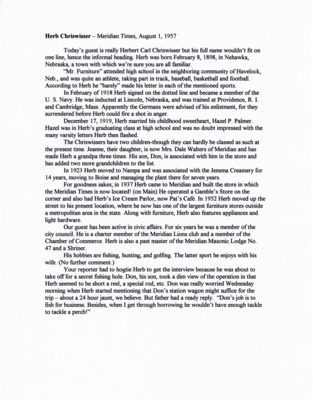 Herb Chriswisser – Meridian Times, August 1, 1957
Today's guest is really Herbert Carl Chriswisser but his full name wouldn't fit on
one line, hence the informal heading. Herb was born February 8, 1898, in Nehawka,
Nebraska, a town with which we're sure you are all familiar.
"Mr. Furniture" attended high school in the neighboring community of Havelock,
Neb., and was quite an athlete, taking part in track, baseball, basketball and football.
According to Herb he "barely" made his letter in each of the mentioned sports.
In February of 1918 Herb signed on the dotted line and became a member of the
U. S. Navy. He was inducted at Lincoln, Nebraska, and was trained at Providence, R. I.
and Cambridge, Mass. Apparently the Germans were advised of his enlistment, for they
surrendered before Herb could fire a shot in anger.
December 17, 1919, Herb married his childhood sweetheart, Hazel P. Palmer.
Hazel was in Herb's graduating class at high school and was no doubt impressed with the
many varsity letters Herb then flashed.
The Chriswissers have two children-though they can hardly be classed as such at
the present time. Jeanne, their daughter, is now Mrs. Dale Walters of Meridian and has
made Herb a grandpa three times. His son, Don, is associated with him in the store and
has added two more grandchildren to the list.
In 1923 Herb moved to Nampa and was associated with the Jensma Creamery for
14 years, moving to Boise and managing the plant there for seven years.
For goodness sakes; in 1937 Herb came to Meridian and built the store in which
the Meridian Times is now located! (on Main) He operated a Gamble's Store on the
corner and also had Herb's Ice Cream Parlor, now Pat's Café. In 1952 Herb moved up the
street to his present location, where he now has one of the largest furniture stores outside
a metropolitan area in the state. Along with furniture, Herb also features appliances and
light hardware.
Our guest has been active in civic affairs. For six years he was a member of the
city council. He is a charter member of the Meridian Lions club and a member of the
Chamber of Commerce. Herb is also a past master of the Meridian Masonic Lodge No.
47 and a Shriner.
His hobbies are fishing, hunting, and golfing. The latter sport he enjoys with his
wife. (No further comment.)
Your reporter had to hogtie Herb to get the interview because he was about to
take off for a secret fishing hole. Don, his son, took a dim view of the operation in that
Herb seemed to be short a reel, a special rod, etc. Don was really worried Wednesday
morning when Herb started mentioning that Don's station wagon might suffice for the
trip – about a 24 hour jaunt, we believe. But father had a ready reply. "Don's job is to
fish for business. Besides, when I get through borrowing he wouldn't have enough tackle
to tackle a perch!"